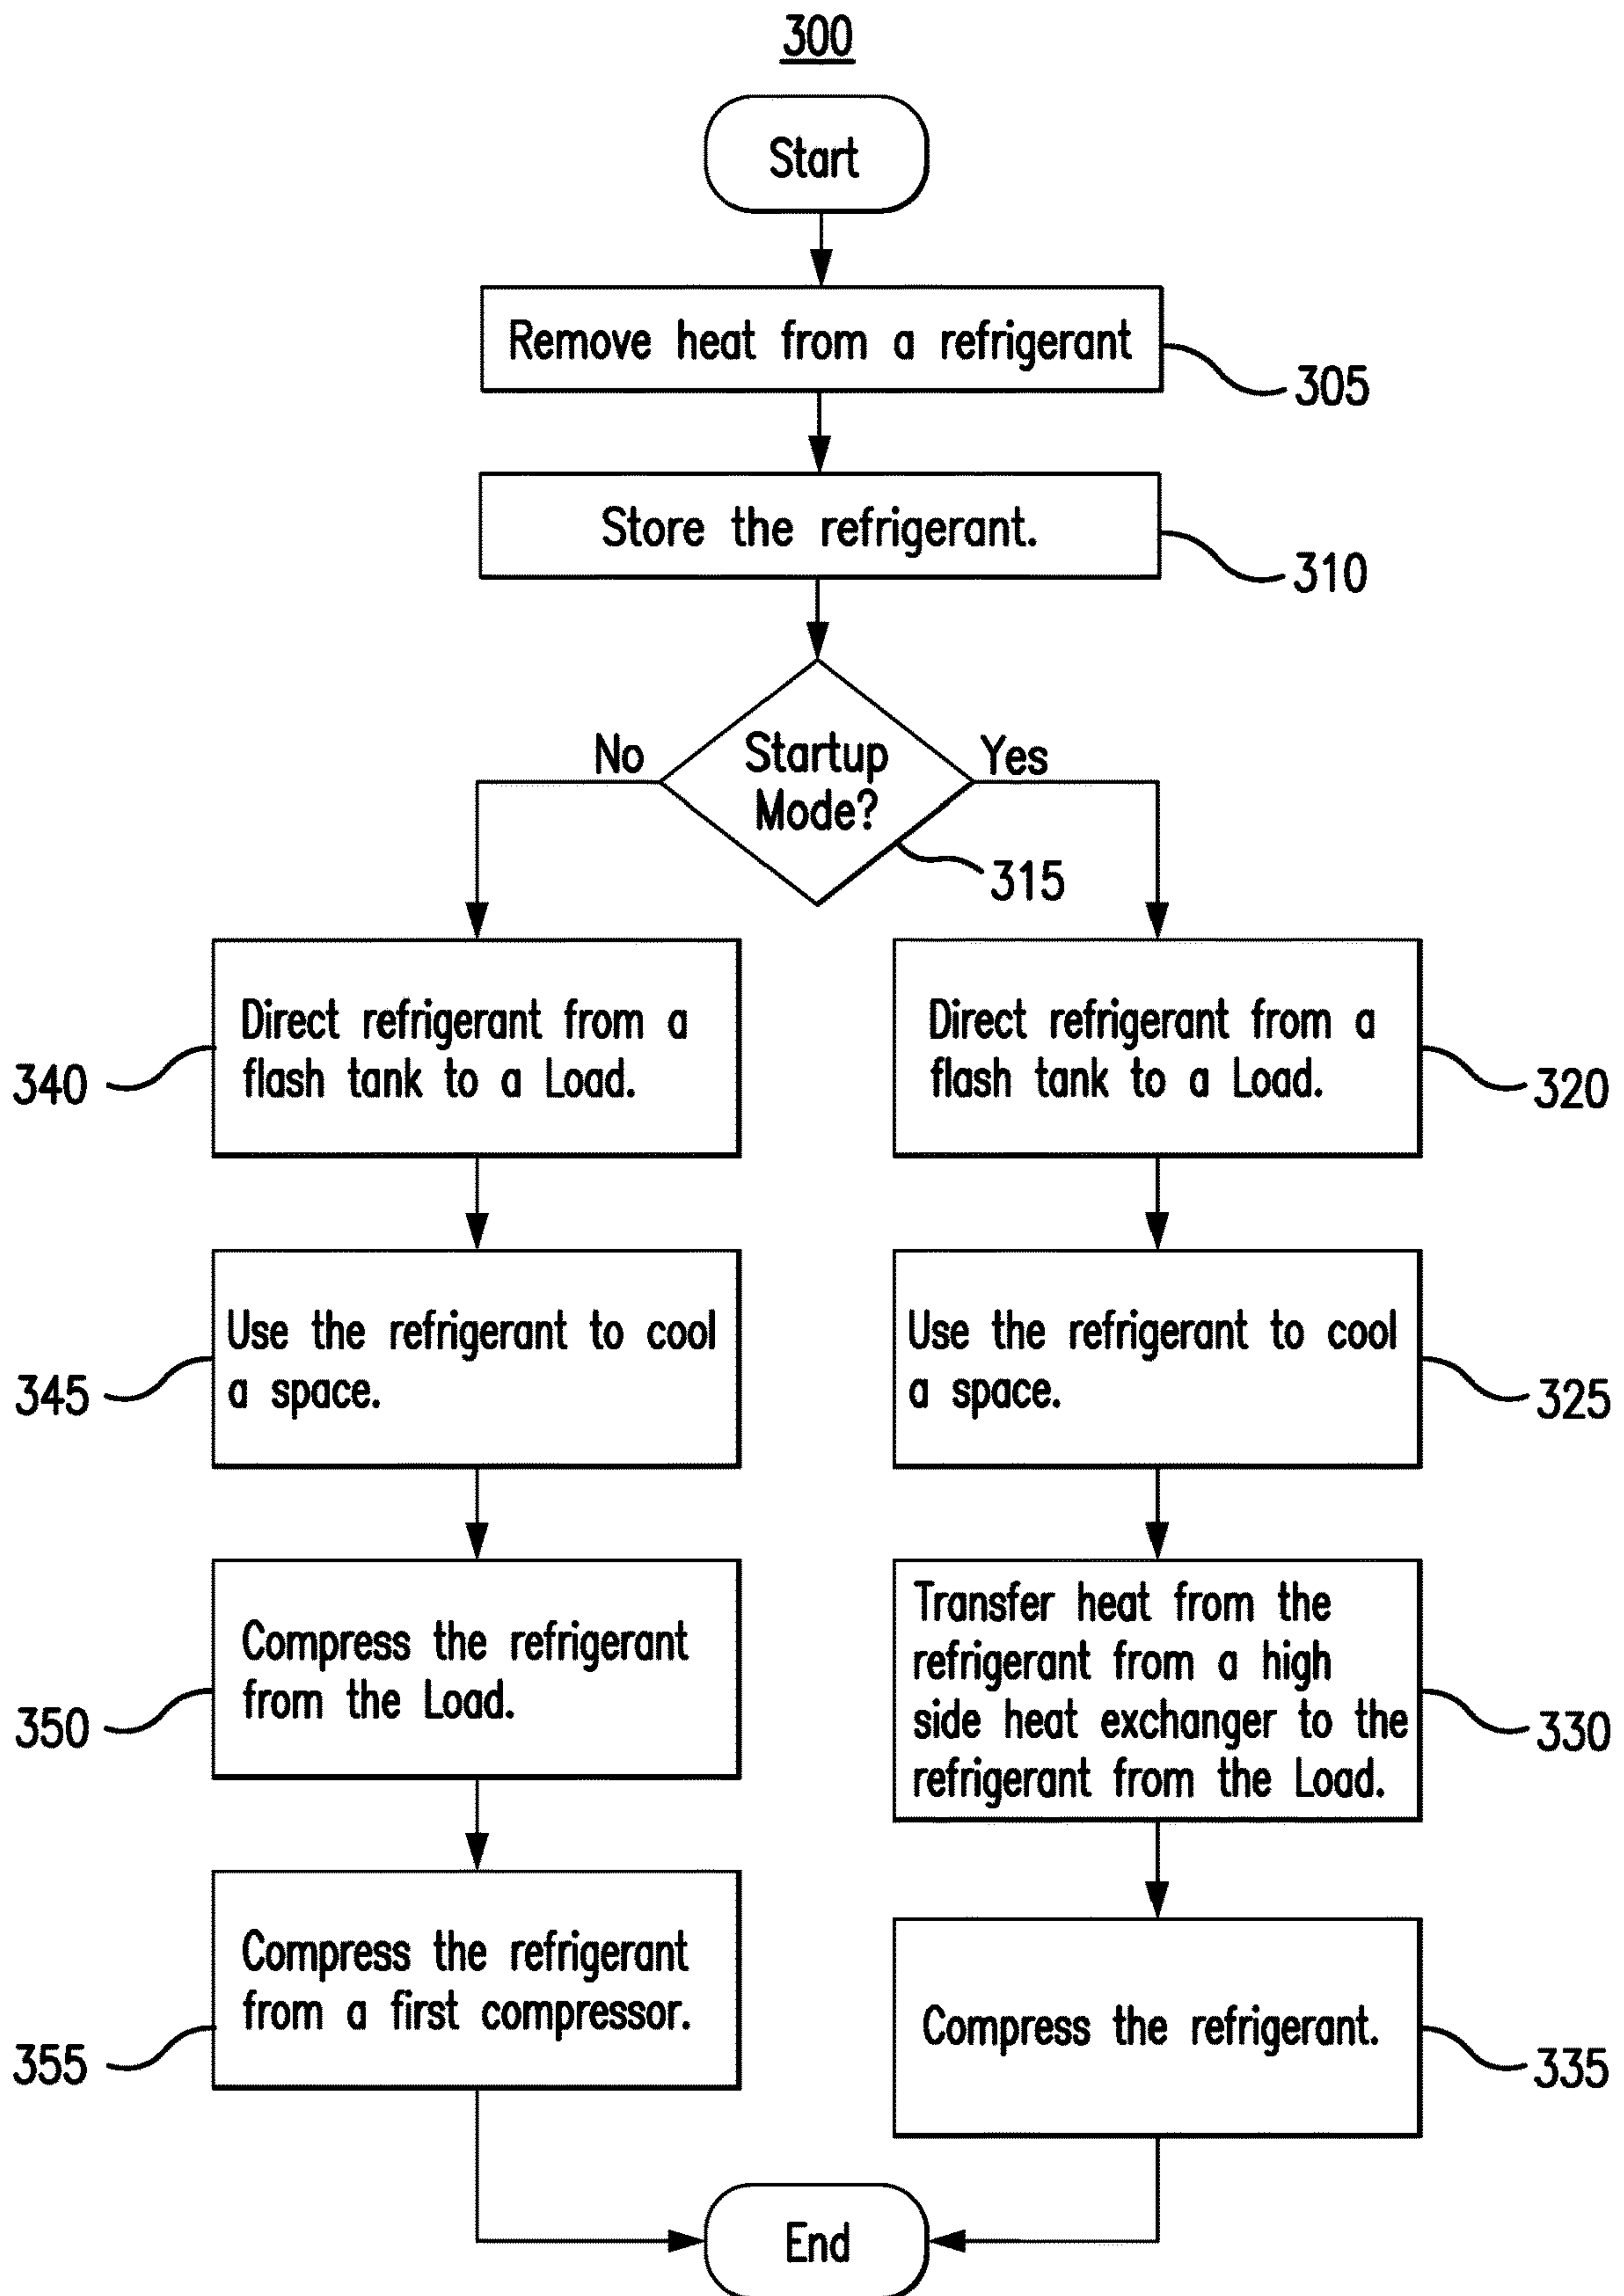 300
Start
Remove heat from a refrigerant
305
Store the refrigerant.
310
Startup
Mode?
No
Yes
315
Direct refrigerant from a
flash tank to a Load.
340
Use the refrigerant to cool
a space.
345
Compress the refrigerant
from the Load.
350
Compress the refrigerant
from a first compressor.
355
Direct refrigerant from a
flash tank to a Load.
320
Use the refrigerant to cool
a space.
325
Transfer heat from the
refrigerant from a high
side heat exchanger to the
refrigerant from the Load.
330
Compress the refrigerant.
335
End